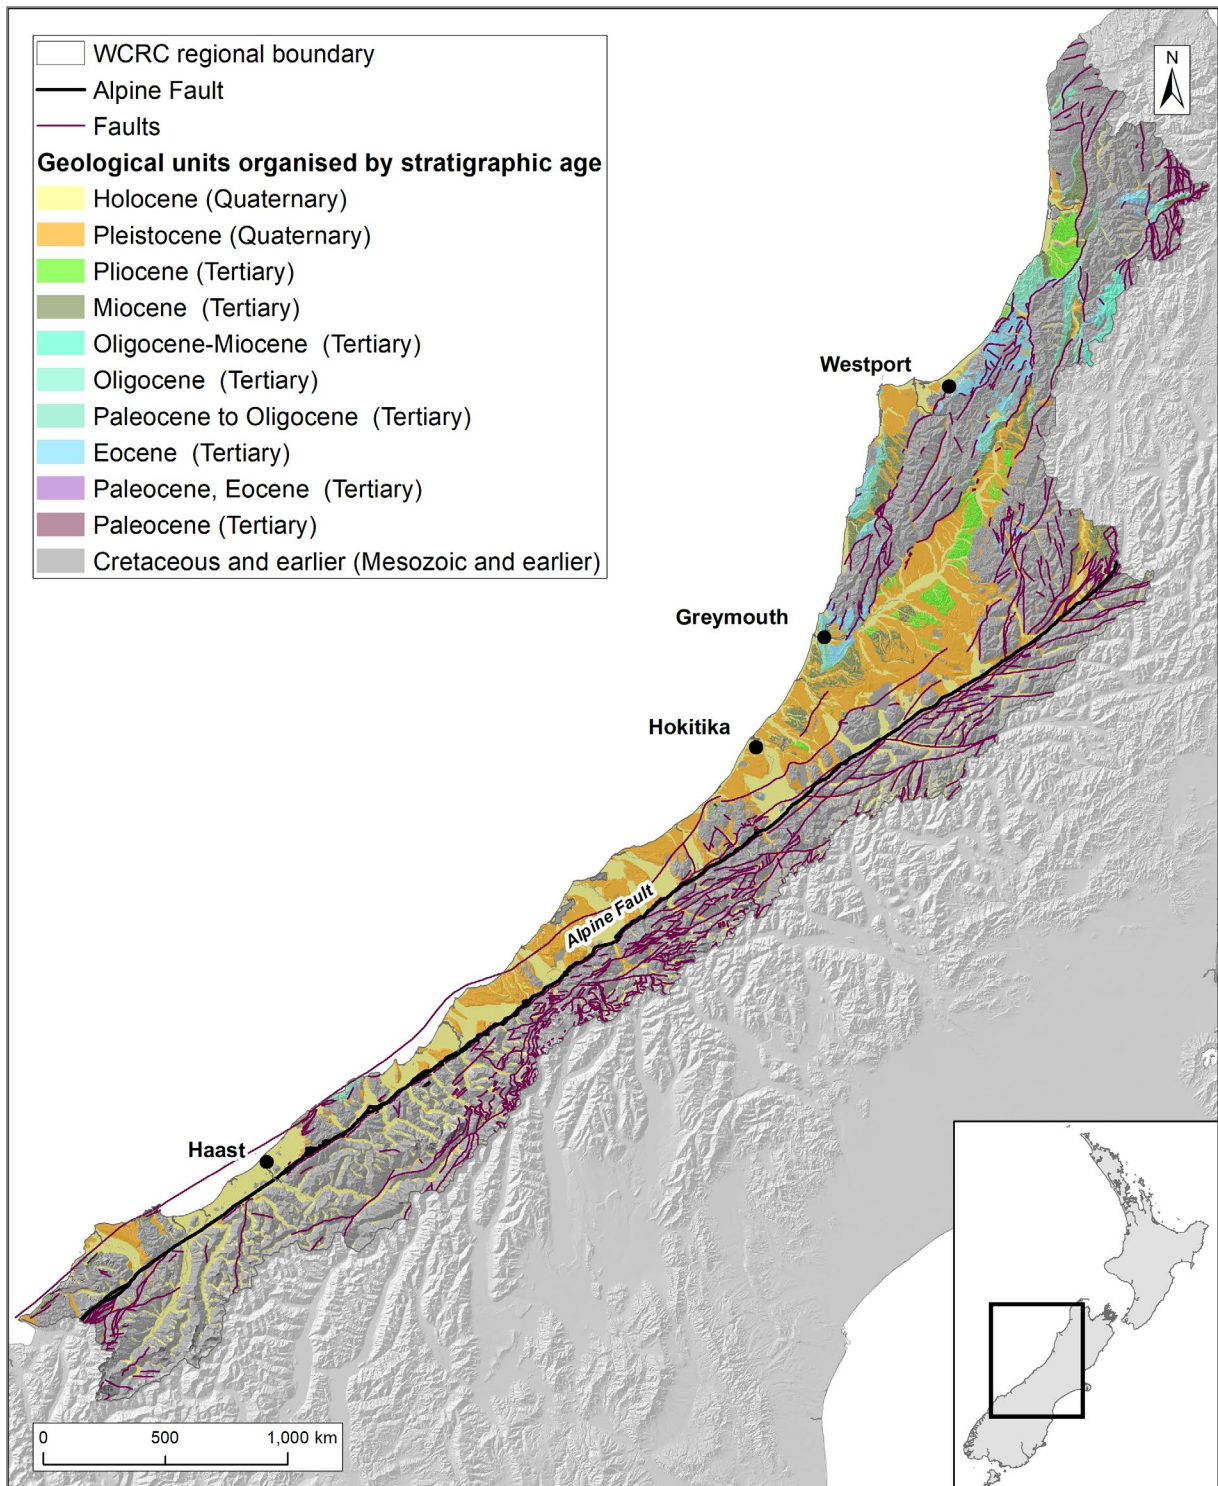 WCRC regional boundary
Alpine Fault
Faults
Geological units organised by stratigraphic age
Holocene (Quaternary)
Pleistocene (Quaternary)
Pliocene (Tertiary)
Miocene (Tertiary)
Oligocene-Miocene (Tertiary)
Oligocene (Tertiary)
Paleocene to Oligocene (Tertiary)
Eocene (Tertiary)
Paleocene, Eocene (Tertiary)
Paleocene (Tertiary)
Cretaceous and earlier (Mesozoic and earlier)
N
Westport
Greymouth
Hokitika
Alpine Fault
Haast
0 500 1,000 km